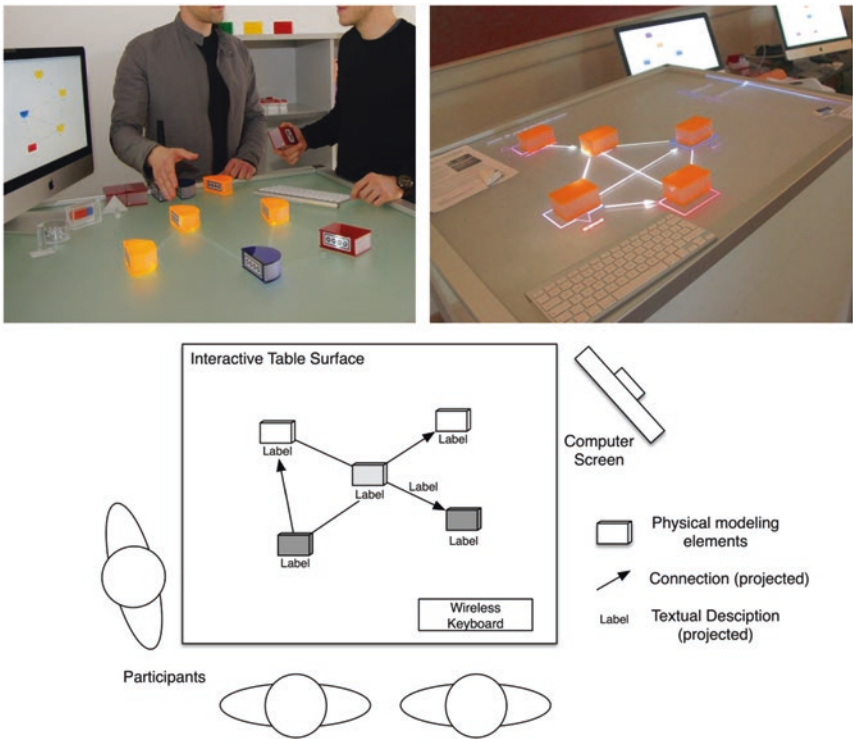 Interactive Table Surface
Label
Label
Label
Label
Label
Label
Computer
Screen
Wireless
Keyboard
Participants
Physical modeling
elements
Connection (projected)
Label
Textual Desciption
(projected)